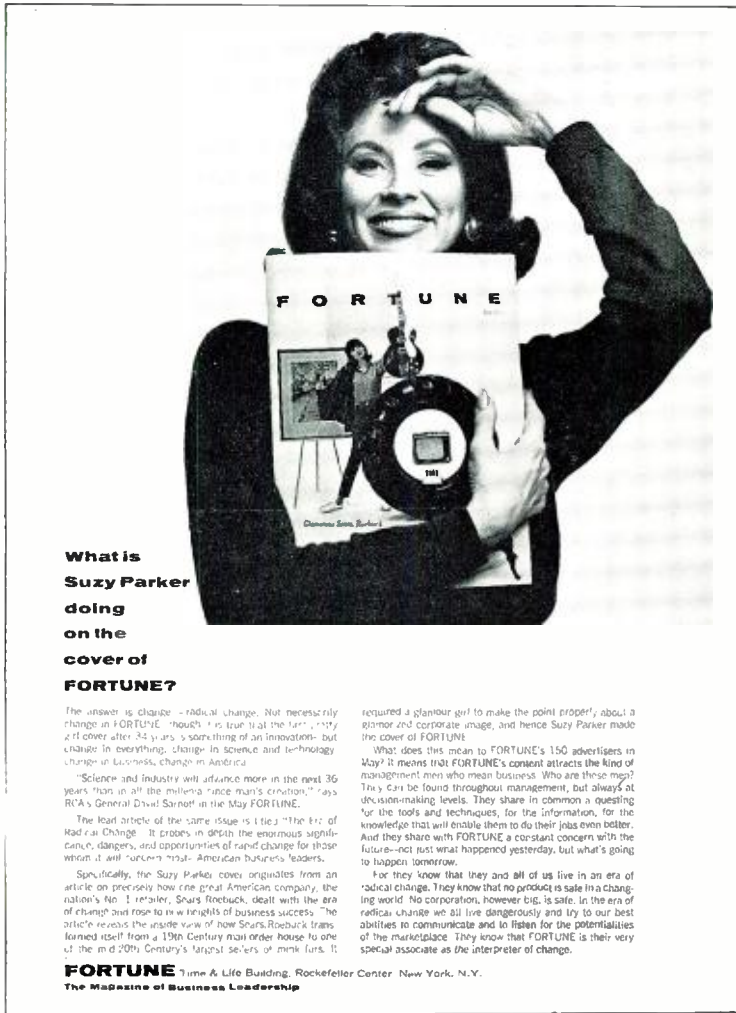 FORTUNE
Glamorous Sears, Roebuck
What is
Suzy Parker
doing
on the
cover of
FORTUNE?
The answer is change - radical change. Not necessarily
change in FORTUNE though it is true that the first pretty
girl cover after 34 years is something of an innovation- but
change in everything, change in science and technology
change in business, change in America
"Science and industry will advance more in the next 36
years than in all the millenia since man's creation," says
RCA's General David Sarnoff in the May FORTUNE.
The lead article of the same issue is titled "The Era of
Radical Change" It probes in depth the enormous signifi-
cance, dangers, and opportunities of rapid change for those
whom it will concern most- American business leaders.
Specifically, the Suzy Parker cover originates from an
article on precisely how one great American company, the
nation's No 1 retailer, Sears Roebuck, dealt with the era
of change and rose to new heights of business success The
article reveals the inside view of how Sears, Roebuck trans-
formed itself from a 19th Century mail order house to one
of the mid 20th Century's largest sellers of mink furs. It
required a glamour girl to make the point properly about a
glamorized corporate image, and hence Suzy Parker made
the cover of FORTUNE
What does this mean to FORTUNE's 150 advertisers in
May? It means that FORTUNE's content attracts the kind of
management men who mean business. Who are these men?
They can be found throughout management, but always at
decision-making levels. They share in common a questing
for the tools and techniques, for the information, for the
knowledge that will enable them to do their jobs even better.
And they share with FORTUNE a constant concern with the
future—not just what happened yesterday, but what's going
to happen tomorrow.
For they know that they and all of us live in an era of
radical change. They know that no product is safe in a chang-
ing world No corporation, however big, is safe. In the era of
radical change we all live dangerously and try to our best
abilities to communicate and to listen for the potentialities
of the marketplace They know that FORTUNE is their very
special associate as the interpreter of change.
FORTUNE Time & Life Building, Rockefeller Center New York, N.Y.
The Magazine of Business Leadership